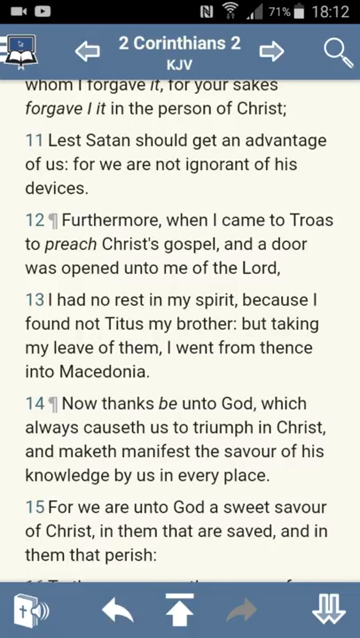 71% 18:12
2 Corinthians 2
KJV
whom I forgave it, for your sakes
forgave I it in the person of Christ;
11 Lest Satan should get an advantage
of us: for we are not ignorant of his
devices.
12 ¶ Furthermore, when I came to Troas
to preach Christ's gospel, and a door
was opened unto me of the Lord,
13 I had no rest in my spirit, because I
found not Titus my brother: but taking
my leave of them, I went from thence
into Macedonia.
14 ¶ Now thanks be unto God, which
always causeth us to triumph in Christ,
and maketh manifest the savour of his
knowledge by us in every place.
15 For we are unto God a sweet savour
of Christ, in them that are saved, and in
them that perish: